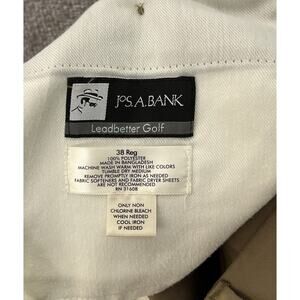 JOS. A. BANK
Leadbetter Golf
38 Reg
100% POLYESTER
MADE IN BANGLADESH
MACHINE WASH WARM WITH LIKE COLORS
TUMBLE DRY MEDIUM
REMOVE PROMPTLY IRON AS NEEDED
FABRIC SOFTENERS AND FABRIC DRYER SHEETS
ARE NOT RECOMMENDED
RN 51608
ONLY NON
CHLORINE BLEACH
WHEN NEEDED
COOL IRON
IF NEEDED